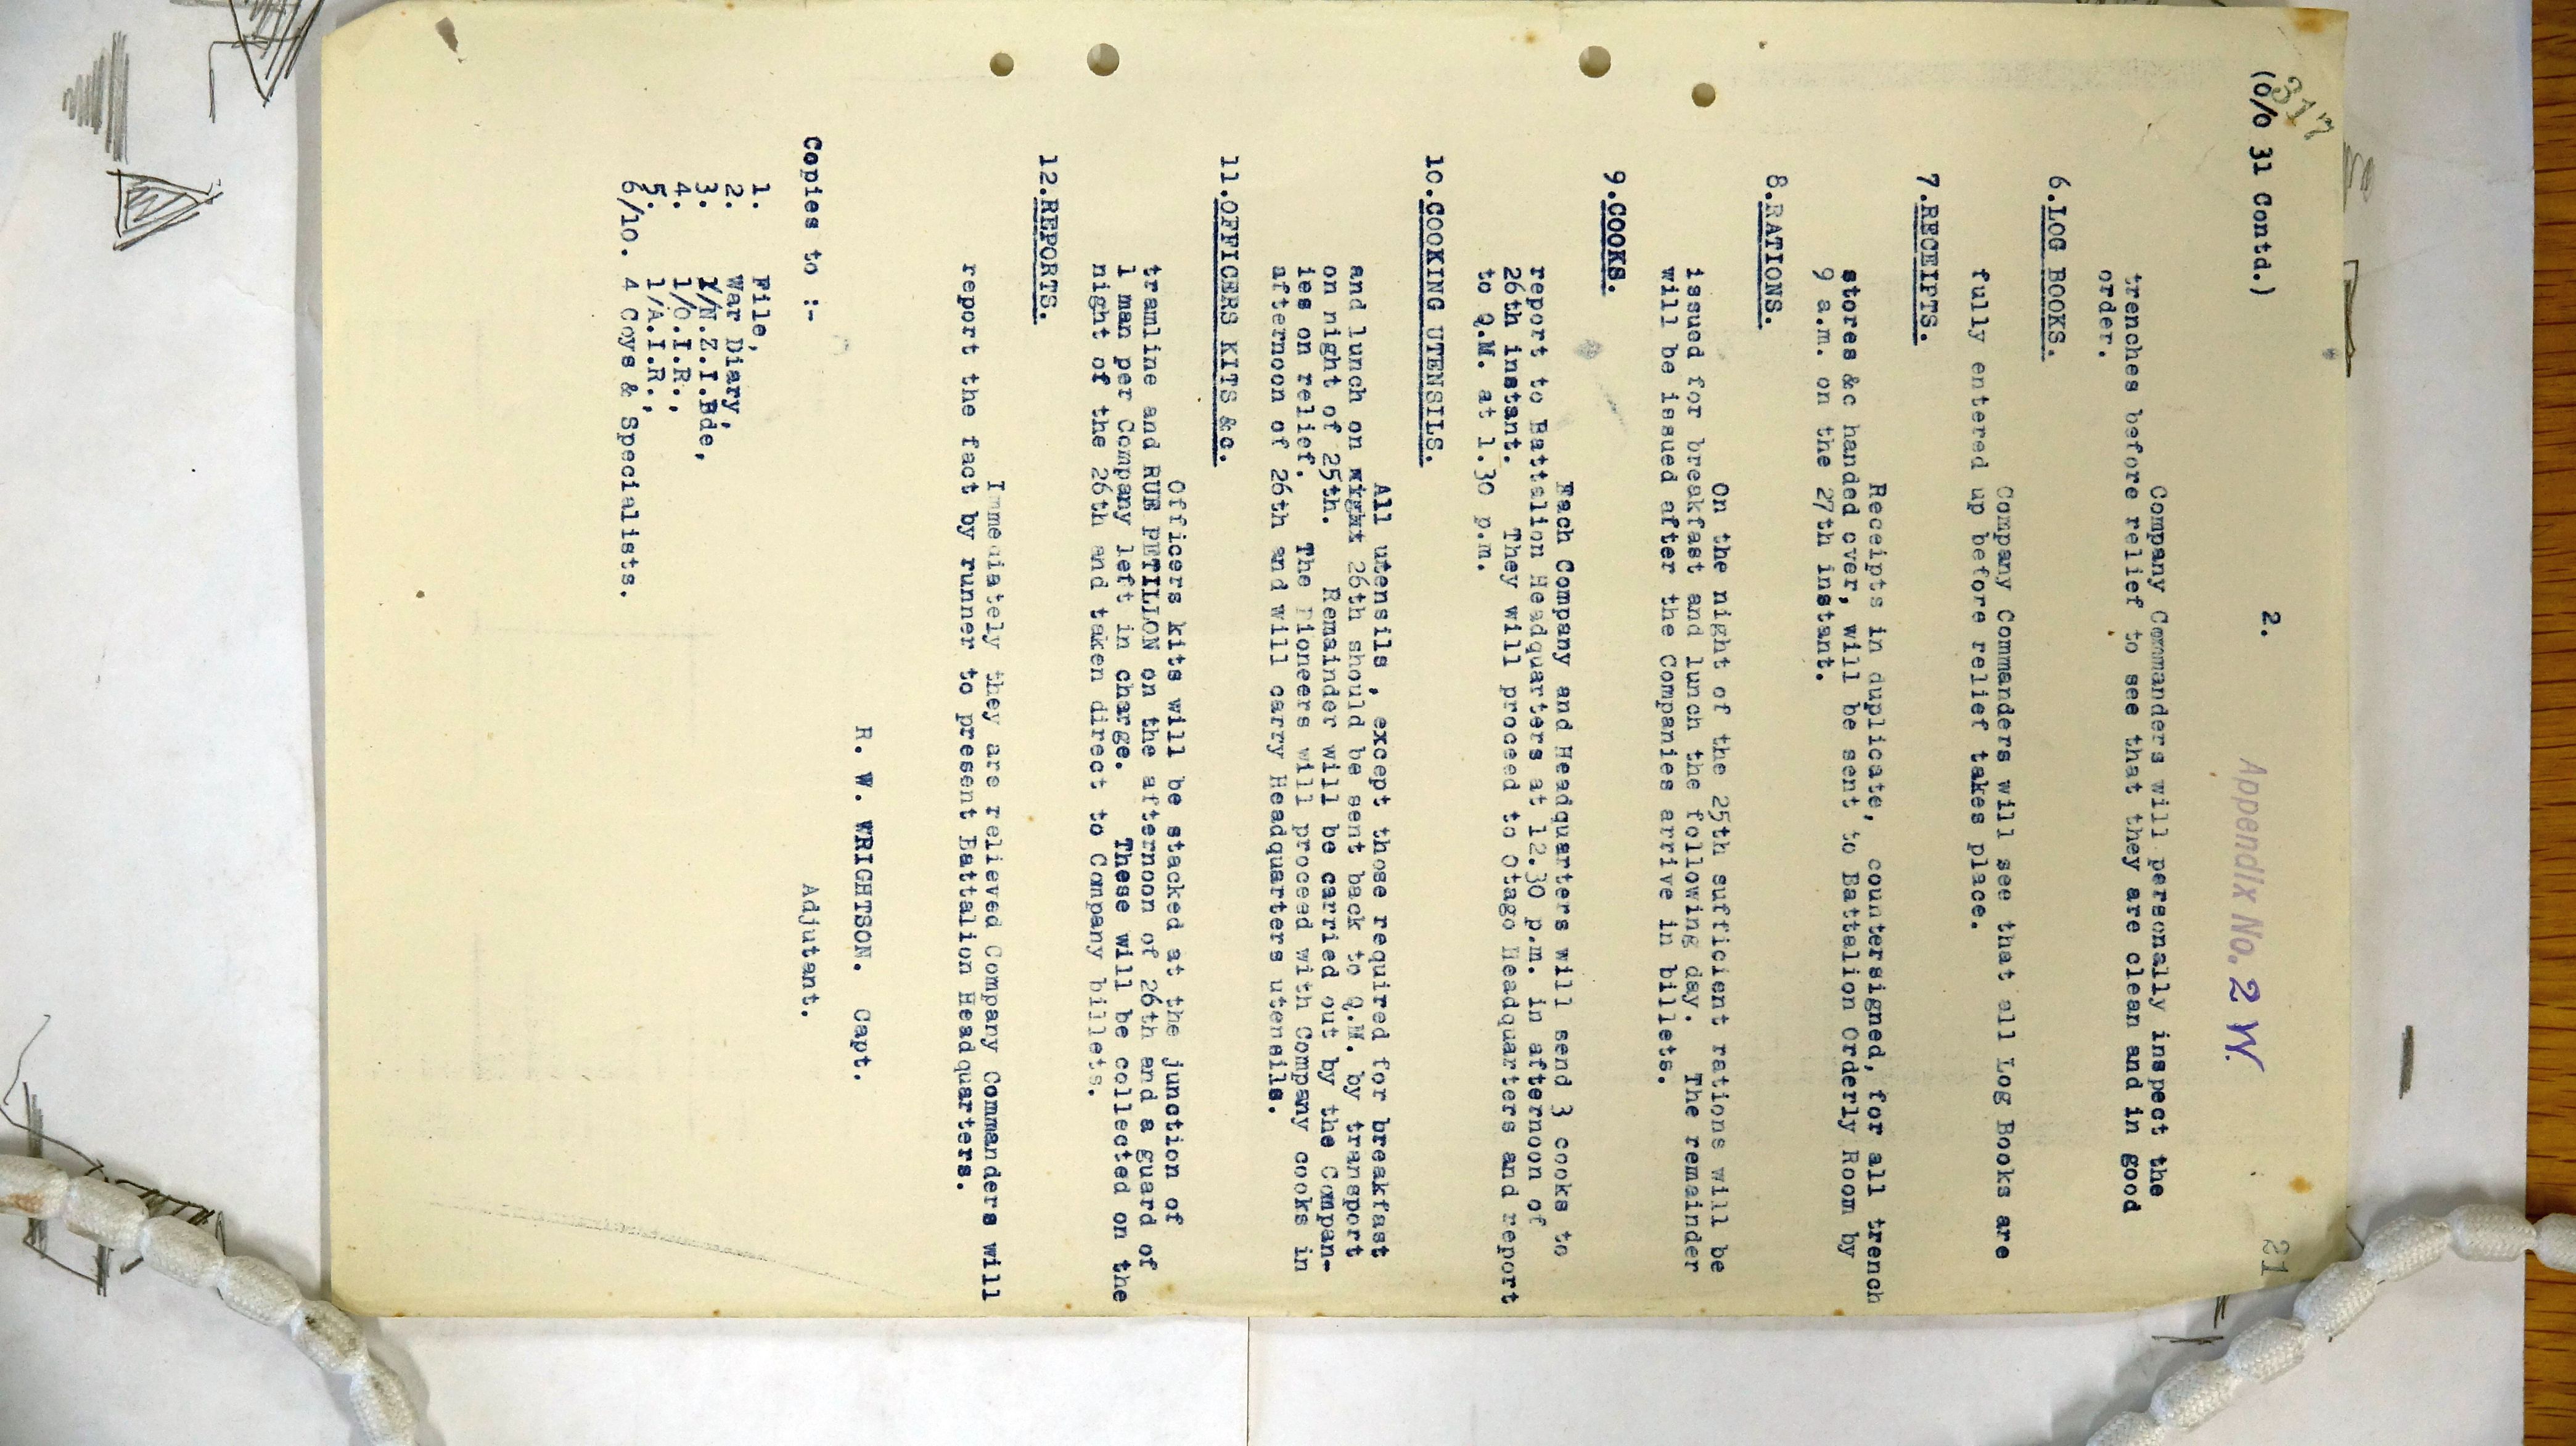 317
(O/O 31 Contd.)
2.
21
Appendix No. 2 W.
Company Commanders will personally inspect the
trenches before relief to see that they are clean and in good
order.
6.LOG BOOKS.
Company Commanders will see that all Log Books are
fully entered up before relief takes place.
7.RECEIPTS.
Receipts in duplicate, countersigned, for all trench
stores &c handed over, will be sent to Battalion Orderly Room by
9 a.m. on the 27th instant.
8.RATIONS.
On the night of the 25th sufficient rations will be
issued for breakfast and lunch the following day. The remainder
will be issued after the Companies arrive in billets.
9.COOKS.
Each Company and Headquarters will send 3 cooks to
report to Battalion Headquarters at 12.30 p.m. in afternoon of
26th instant. They will proceed to Otago Headquarters and report
to Q.M. at 1.30 p.m.
10.COOKING UTENSILS.
All utensils, except those required for breakfast
and lunch on night 26th should be sent back to Q.M. by transport
on night of 25th. Remainder will be carried out by the Compan-
ies on relief. The Pioneers will proceed with Company cooks in
afternoon of 26th and will carry Headquarters utensils.
11.OFFICERS KITS &c.
Officers kits will be stacked at the junction of
tramline and RUE PETILLON on the afternoon of 26th and a guard of
1 man per Company left in charge. These will be collected on the
night of the 26th and taken direct to Company billets.
12.REPORTS.
Immediately they are relieved Company Commanders will
report the fact by runner to present Battalion Headquarters.
R. W. WRIGHTSON. Capt.
Adjutant.
Copies to :-
1. File,
2. War Diary,
3. 1/N.Z.I.Bde,
4. 1/O.I.R.,
5. 1/A.I.R.,
6/10. 4 Coys & Specialists.